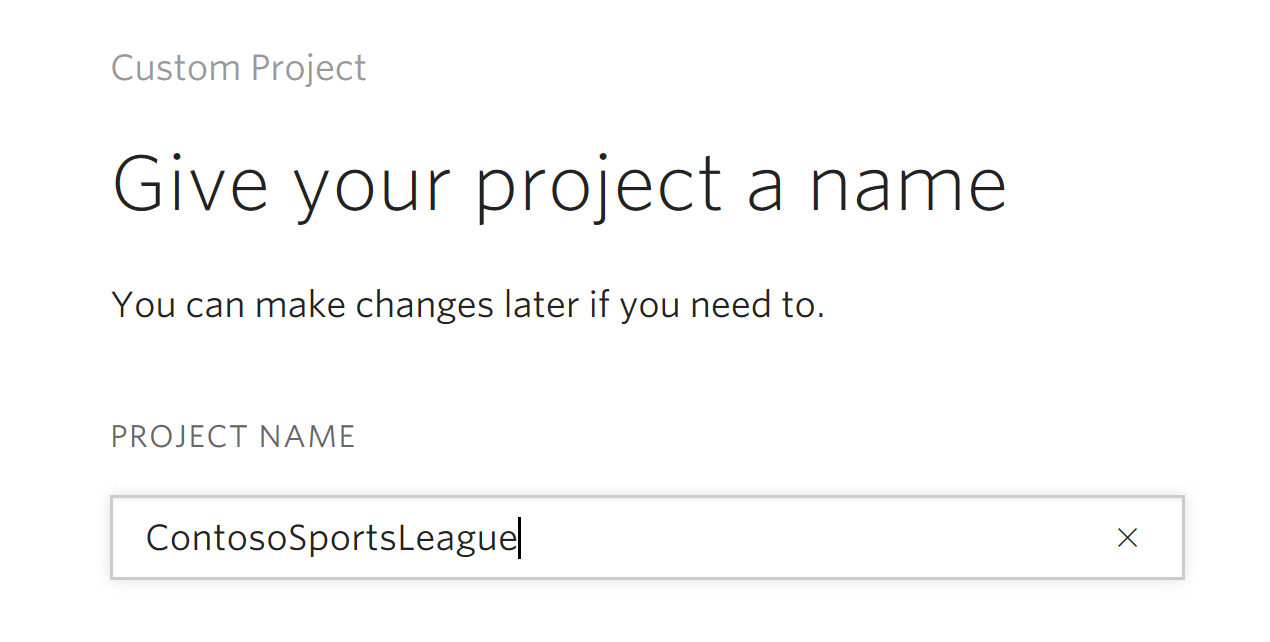 Custom Project
Give your project a name
You can make changes later if you need to.
PROJECT NAME
ContosoSportsLeague